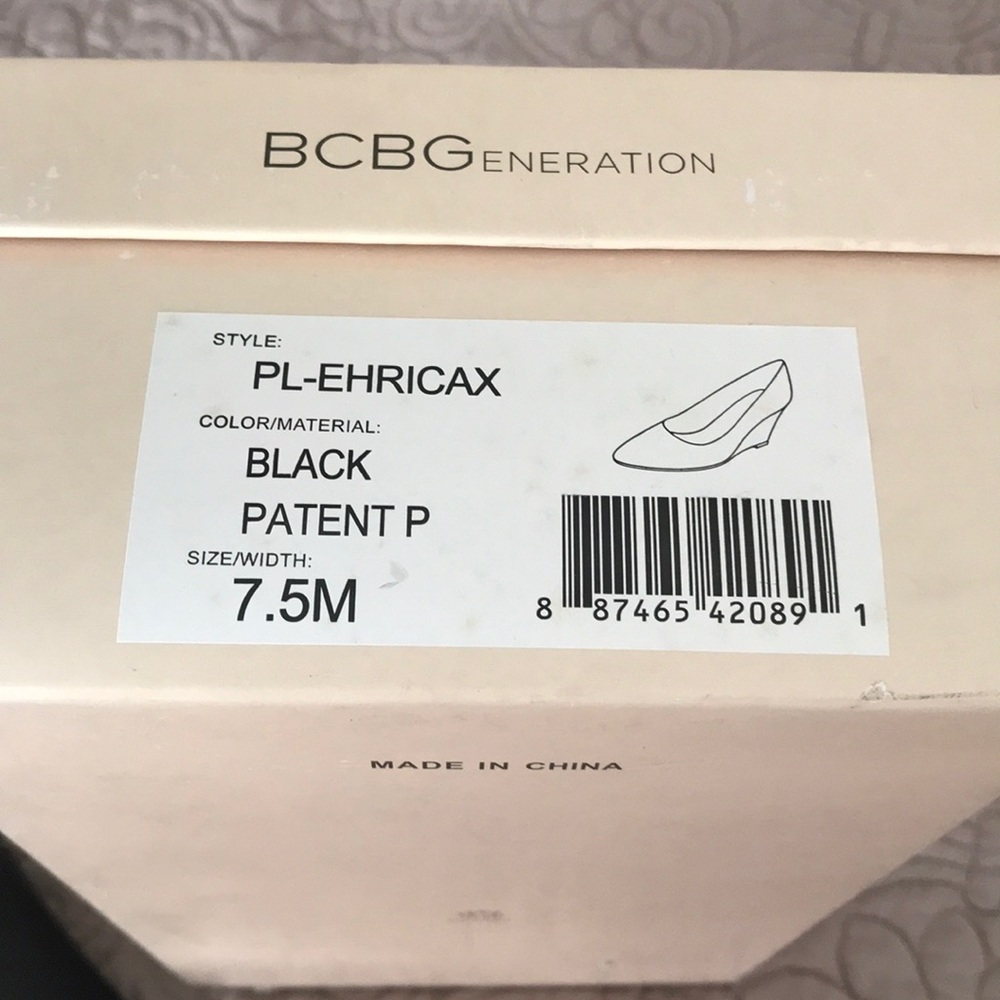 BCBGENERATION
STYLE:
PL-EHRICAX
COLOR/MATERIAL:
BLACK
PATENT P
SIZE/WIDTH:
7.5M
8 87465 42089 1
MADE IN CHINA